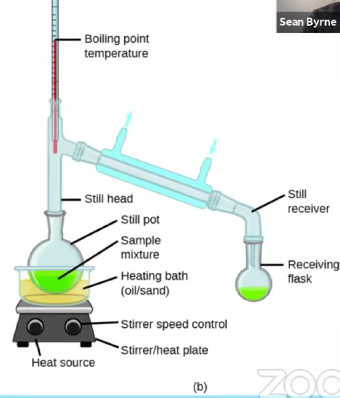 Sean Byrne
Boiling point
temperature
Still head
Still pot
Sample
mixture
Heating bath
(oil/sand)
Still
receiver
Receiving
flask
Stirrer speed control
Stirrer/heat plate
Heat source
(b)